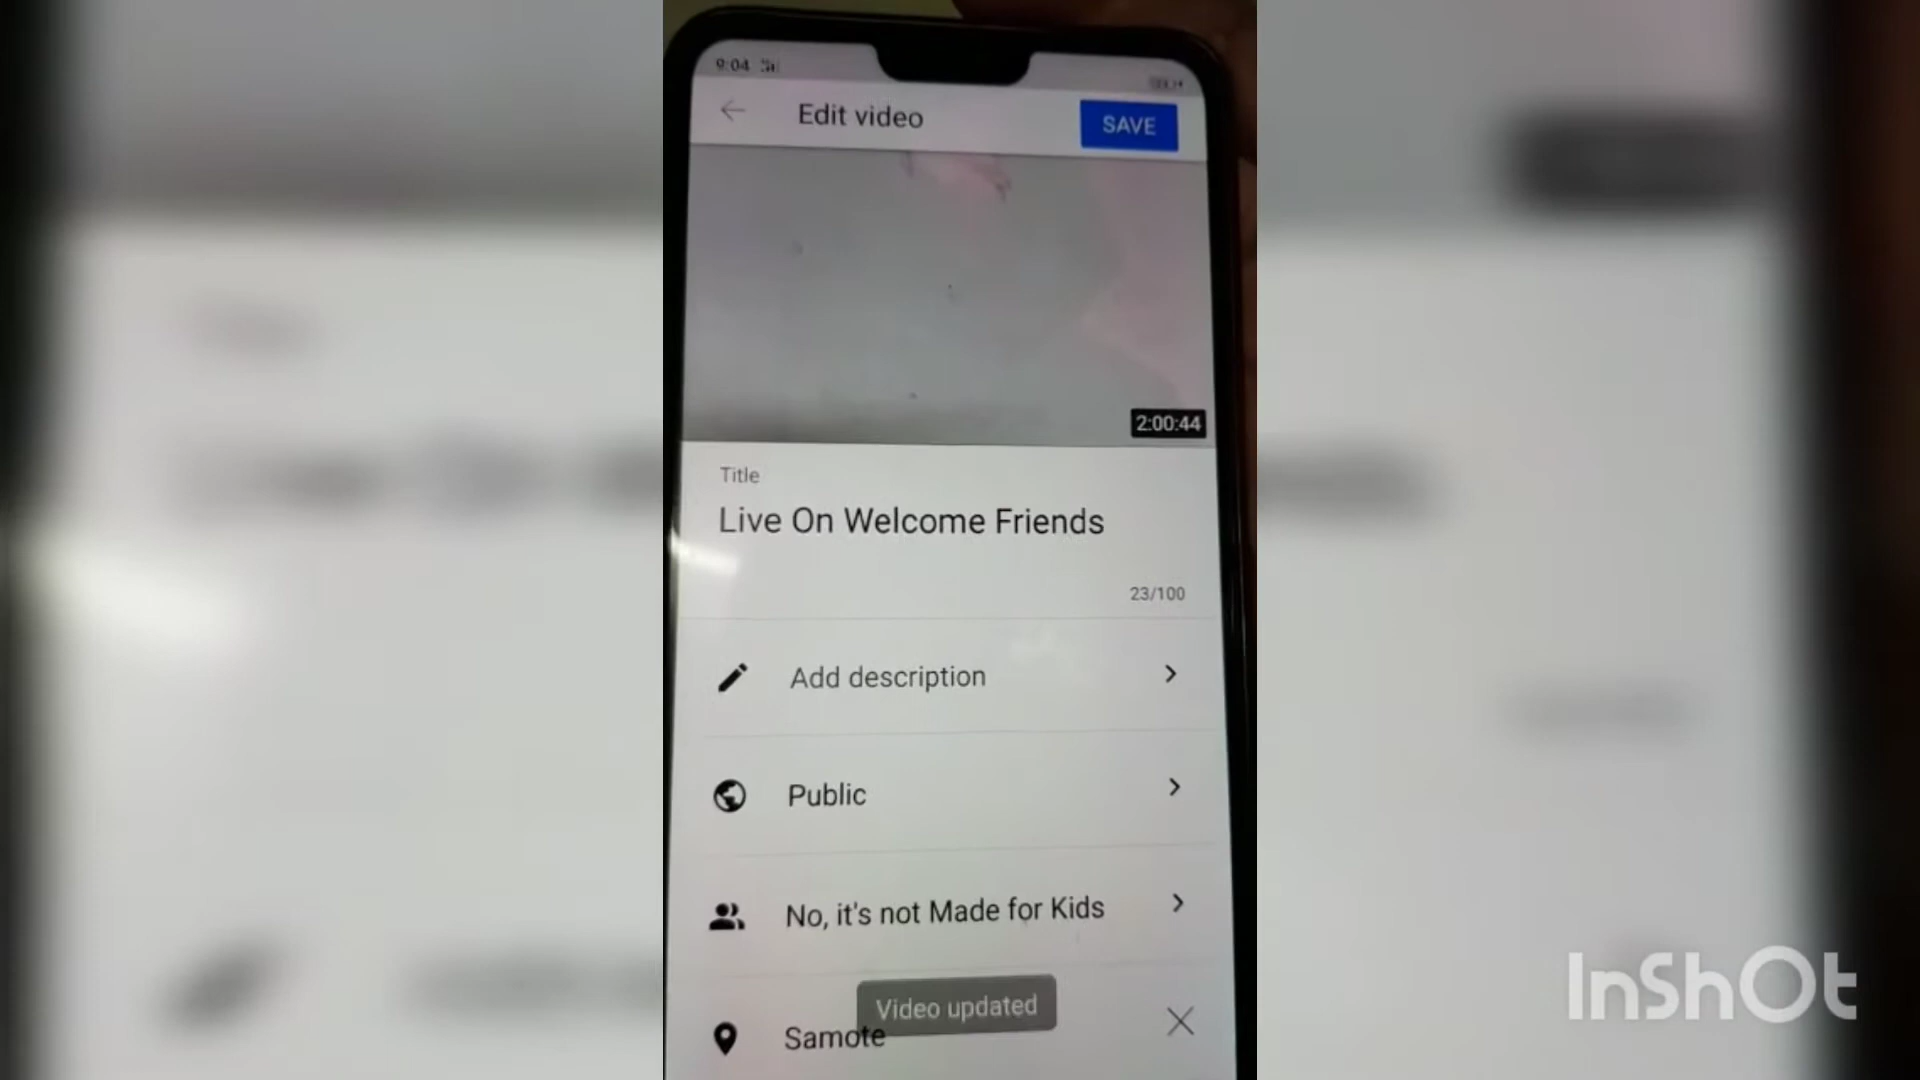 9:04
Edit video
SAVE
2:00:44
Title
Live On Welcome Friends
23/100
Add description
Public
No, it's not Made for Kids
Video updated
Samote
InShOt